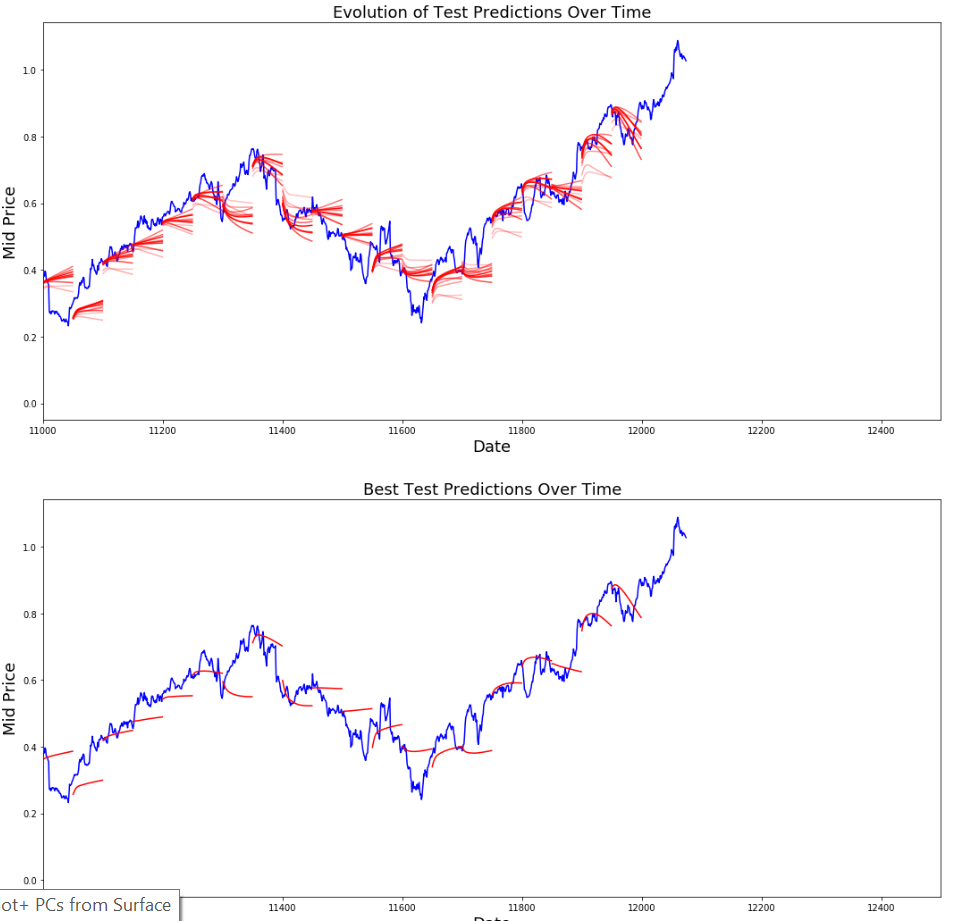 Evolution of Test Predictions Over Time
1.0
0.8
0.6
0.4
0.2
0.0
Mid Price
11000 11200 11400 11600 11800 12000 12200 12400
Date
Best Test Predictions Over Time
1.0
0.8
0.6
0.4
0.2
0.0
Mid Price
11400 11600 11800 12000 12200 12400
ot+ PCs from Surface